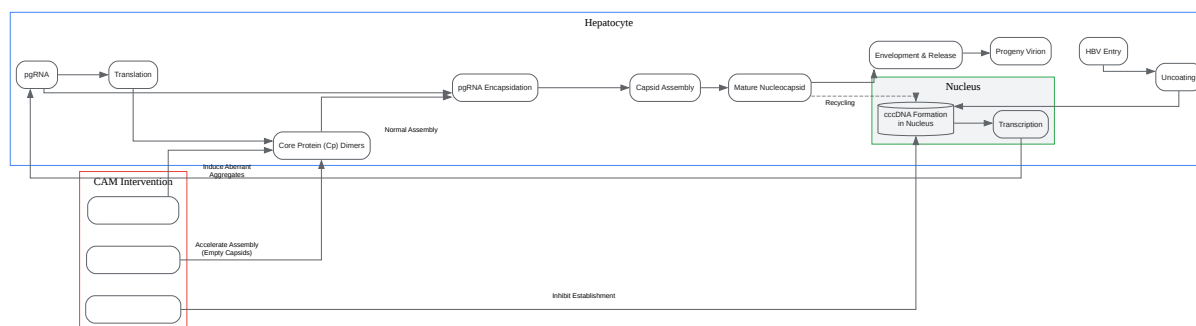 Hepatocyte
Envelopment & Release
Progeny Virion
HBV Entry
pgRNA
Translation
Uncoating
pgRNA Encapsidation
Capsid Assembly
Mature Nucleocapsid
Nucleus
Recycling
cccDNA Formation
in Nucleus
Transcription
Normal Assembly
Core Protein (Cp) Dimers
Induce Aberrant
Aggregates
CAM Intervention
Accelerate Assembly
(Empty Capsids)
Inhibit Establishment